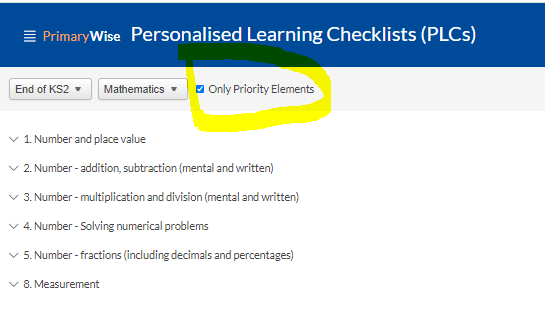 PrimaryWise Personalised Learning Checklists (PLCs)
End of KS2 Mathematics Only Priority Elements
1. Number and place value
2. Number - addition, subtraction (mental and written)
3. Number - multiplication and division (mental and written)
4. Number - Solving numerical problems
5. Number - fractions (including decimals and percentages)
8. Measurement